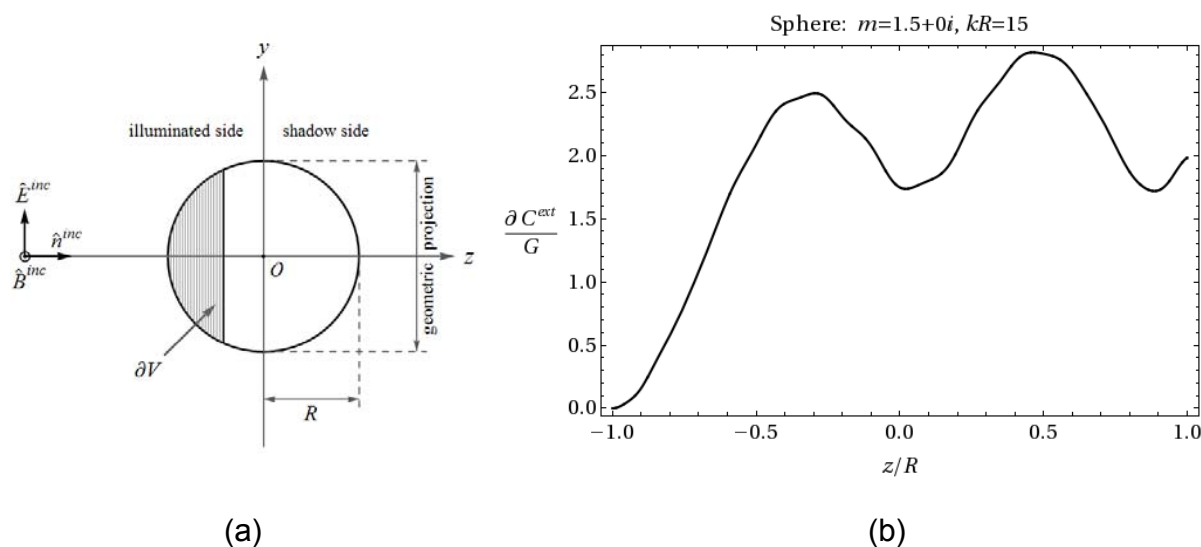 y
illuminated side shadow side
Ê^{inc}
n̂^{inc}
B̂^{inc}
O
z
geometric projection
∂V
R
(a)
Sphere: m=1.5+0i, kR=15
∂ C^{ext}
G
2.5
2.0
1.5
1.0
0.5
0.0
−1.0 −0.5 0.0 0.5 1.0
z/R
(b)